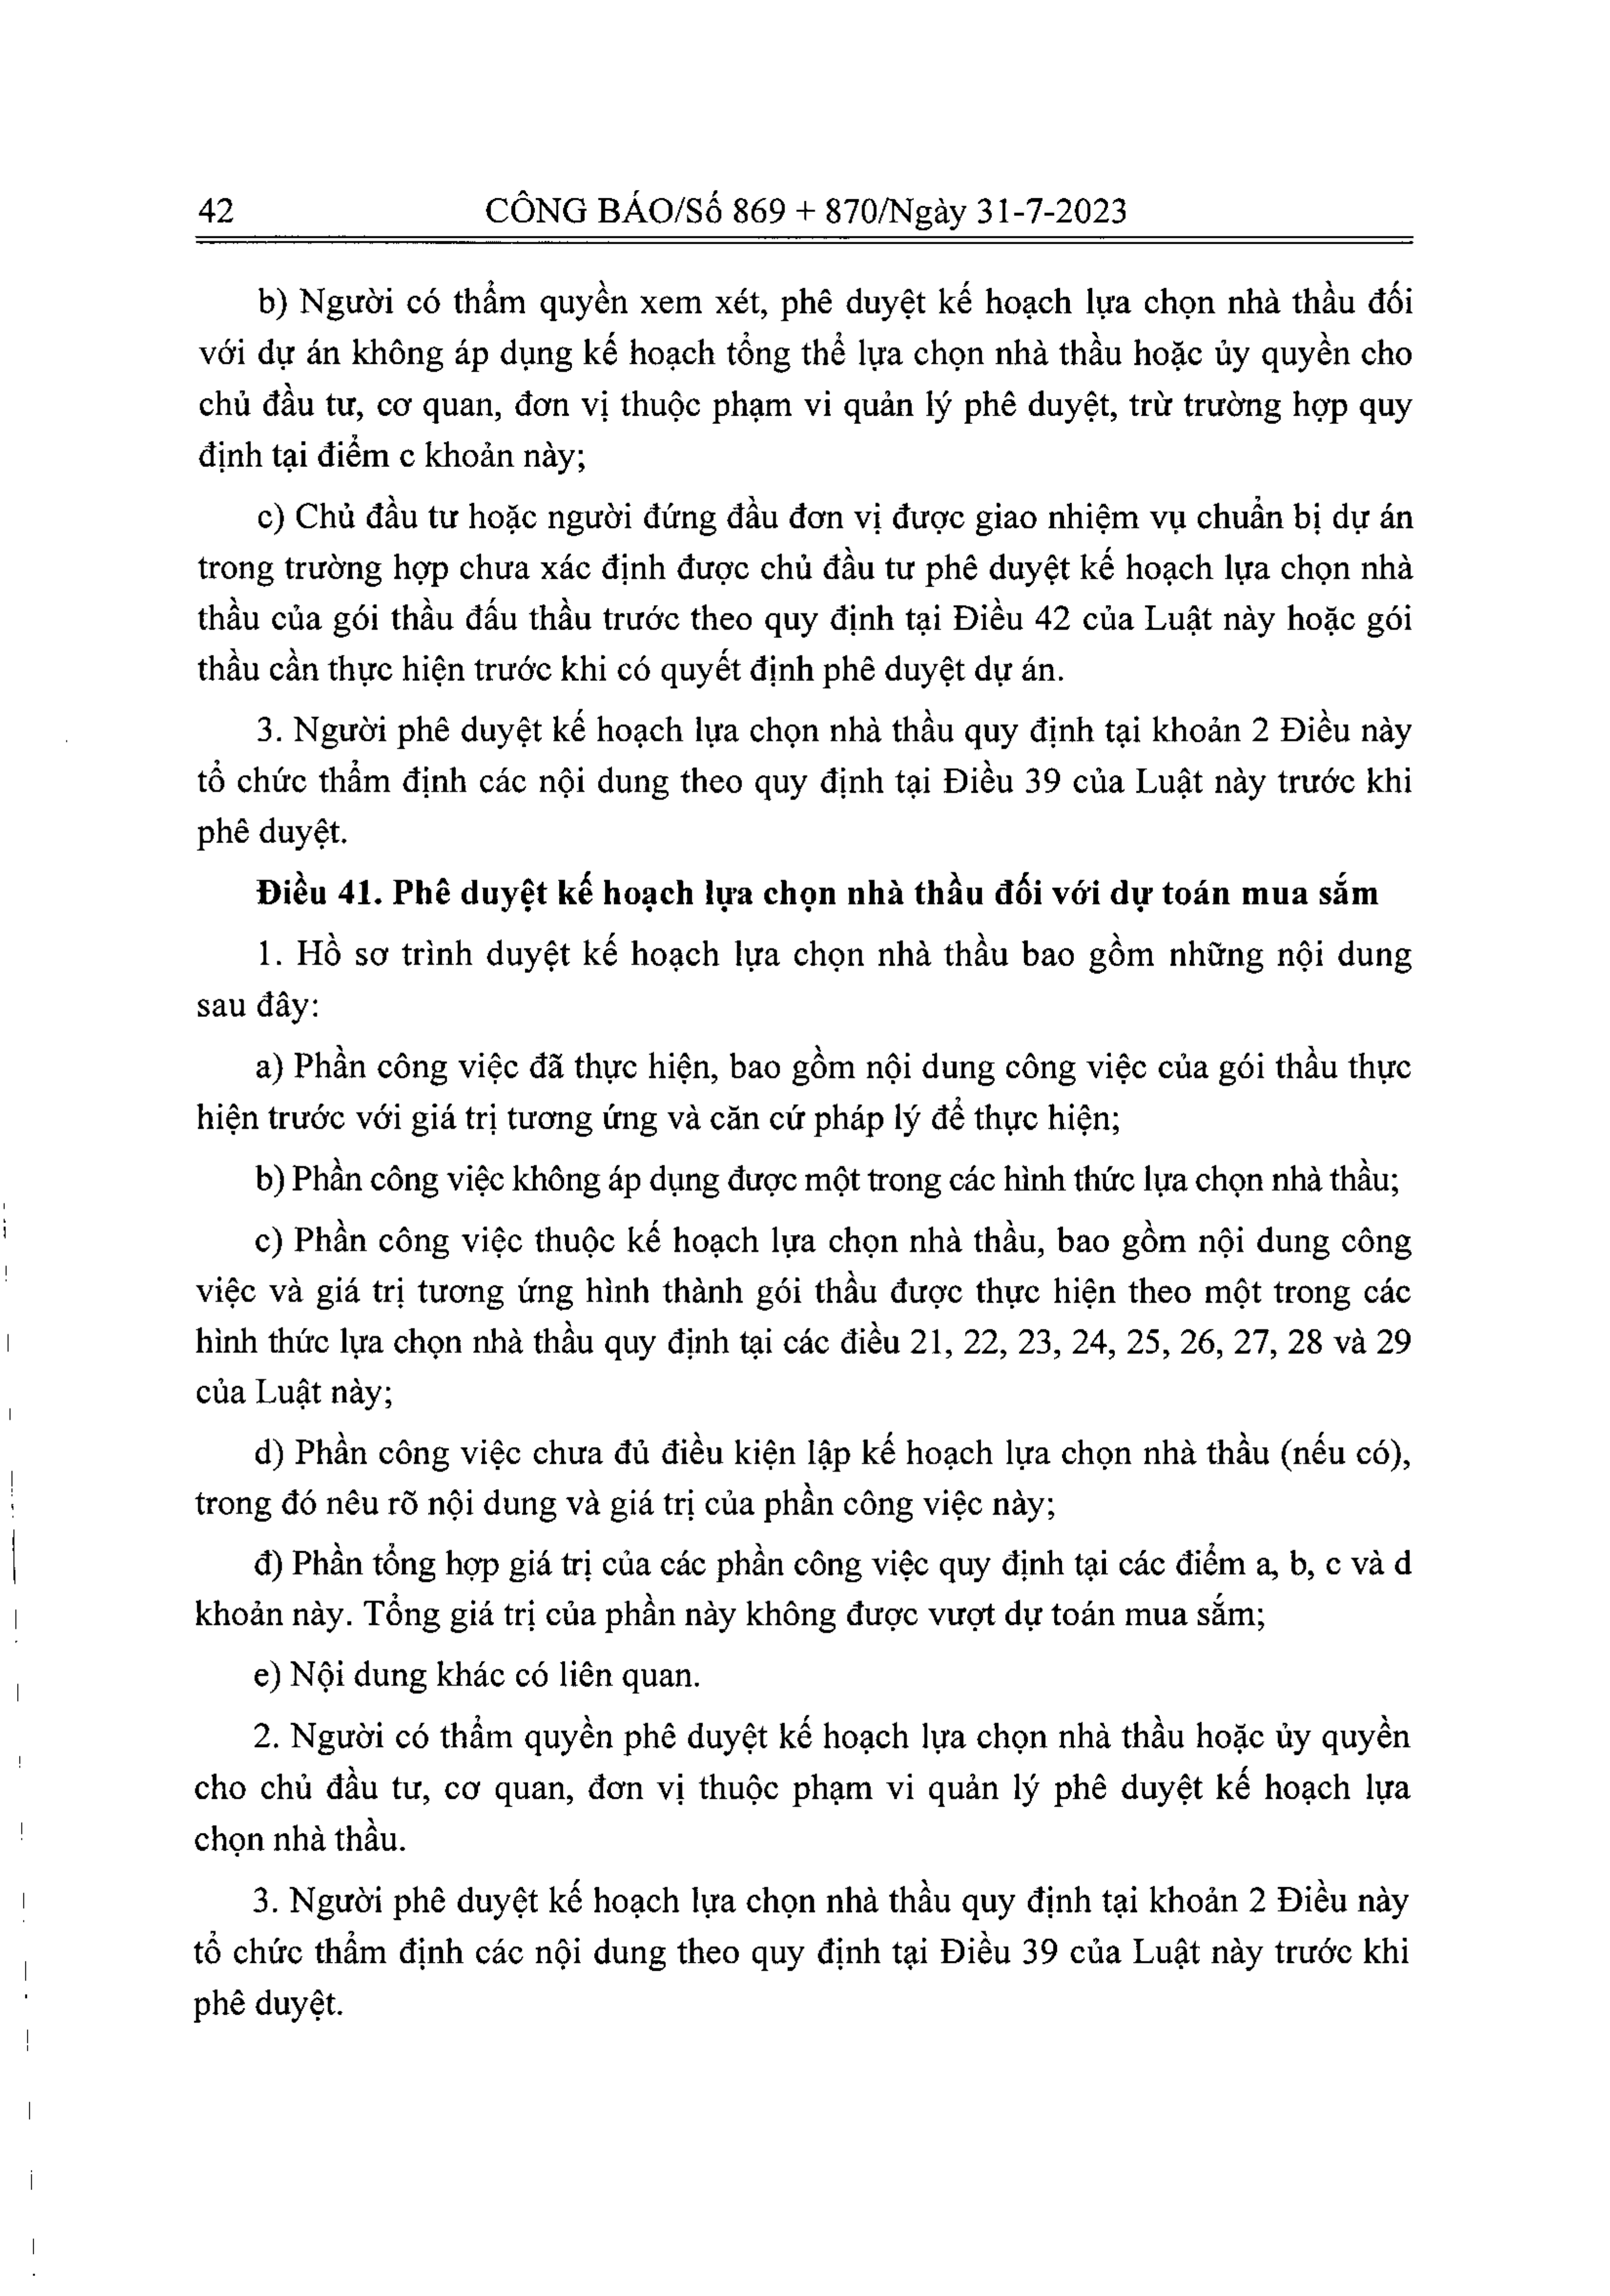 42 CÔNG BÁO/Số 869 + 870/Ngày 31-7-2023
b) Người có thẩm quyền xem xét, phê duyệt kế hoạch lựa chọn nhà thầu đối
với dự án không áp dụng kế hoạch tổng thể lựa chọn nhà thầu hoặc ủy quyền cho
chủ đầu tư, cơ quan, đơn vị thuộc phạm vi quản lý phê duyệt, trừ trường hợp quy
định tại điểm c khoản này;
c) Chủ đầu tư hoặc người đứng đầu đơn vị được giao nhiệm vụ chuẩn bị dự án
trong trường hợp chưa xác định được chủ đầu tư phê duyệt kế hoạch lựa chọn nhà
thầu của gói thầu đấu thầu trước theo quy định tại Điều 42 của Luật này hoặc gói
thầu cần thực hiện trước khi có quyết định phê duyệt dự án.
3. Người phê duyệt kế hoạch lựa chọn nhà thầu quy định tại khoản 2 Điều này
tổ chức thẩm định các nội dung theo quy định tại Điều 39 của Luật này trước khi
phê duyệt.
Điều 41. Phê duyệt kế hoạch lựa chọn nhà thầu đối với dự toán mua sắm
1. Hồ sơ trình duyệt kế hoạch lựa chọn nhà thầu bao gồm những nội dung
sau đây:
a) Phần công việc đã thực hiện, bao gồm nội dung công việc của gói thầu thực
hiện trước với giá trị tương ứng và căn cứ pháp lý để thực hiện;
b) Phần công việc không áp dụng được một trong các hình thức lựa chọn nhà thầu;
c) Phần công việc thuộc kế hoạch lựa chọn nhà thầu, bao gồm nội dung công
việc và giá trị tương ứng hình thành gói thầu được thực hiện theo một trong các
hình thức lựa chọn nhà thầu quy định tại các điều 21, 22, 23, 24, 25, 26, 27, 28 và 29
của Luật này;
d) Phần công việc chưa đủ điều kiện lập kế hoạch lựa chọn nhà thầu (nếu có),
trong đó nêu rõ nội dung và giá trị của phần công việc này;
đ) Phần tổng hợp giá trị của các phần công việc quy định tại các điểm a, b, c và d
khoản này. Tổng giá trị của phần này không được vượt dự toán mua sắm;
e) Nội dung khác có liên quan.
2. Người có thẩm quyền phê duyệt kế hoạch lựa chọn nhà thầu hoặc ủy quyền
cho chủ đầu tư, cơ quan, đơn vị thuộc phạm vi quản lý phê duyệt kế hoạch lựa
chọn nhà thầu.
3. Người phê duyệt kế hoạch lựa chọn nhà thầu quy định tại khoản 2 Điều này
tổ chức thẩm định các nội dung theo quy định tại Điều 39 của Luật này trước khi
phê duyệt.